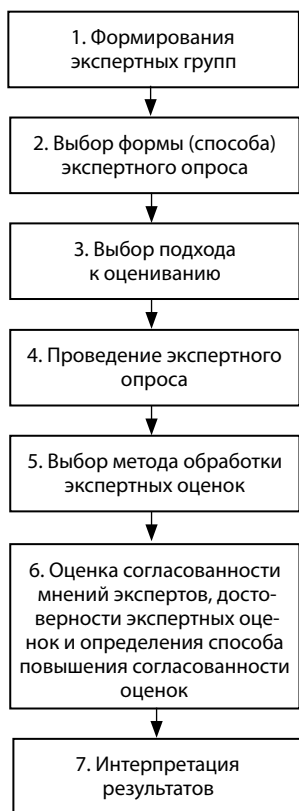 1. Формирования
экспертных групп
2. Выбор формы (способа)
экспертного опроса
3. Выбор подхода
к оцениванию
4. Проведение экспертного
опроса
5. Выбор метода обработки
экспертных оценок
6. Оценка согласованности
мнений экспертов, досто-
верности экспертных оце-
нок и определения способа
повышения согласованности
оценок
7. Интерпретация
результатов